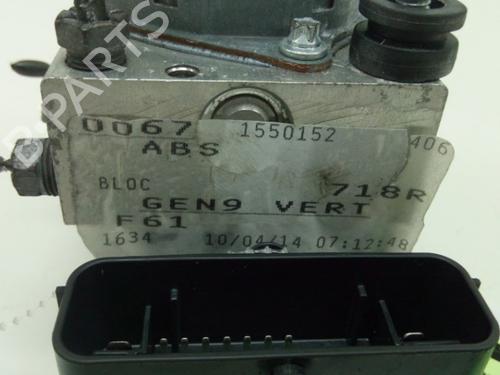 B-PARTS
0067 1550152 406
ABS
BLOC 718R
GEN9 VERT
F61
1634 10/04/14 07:12:48